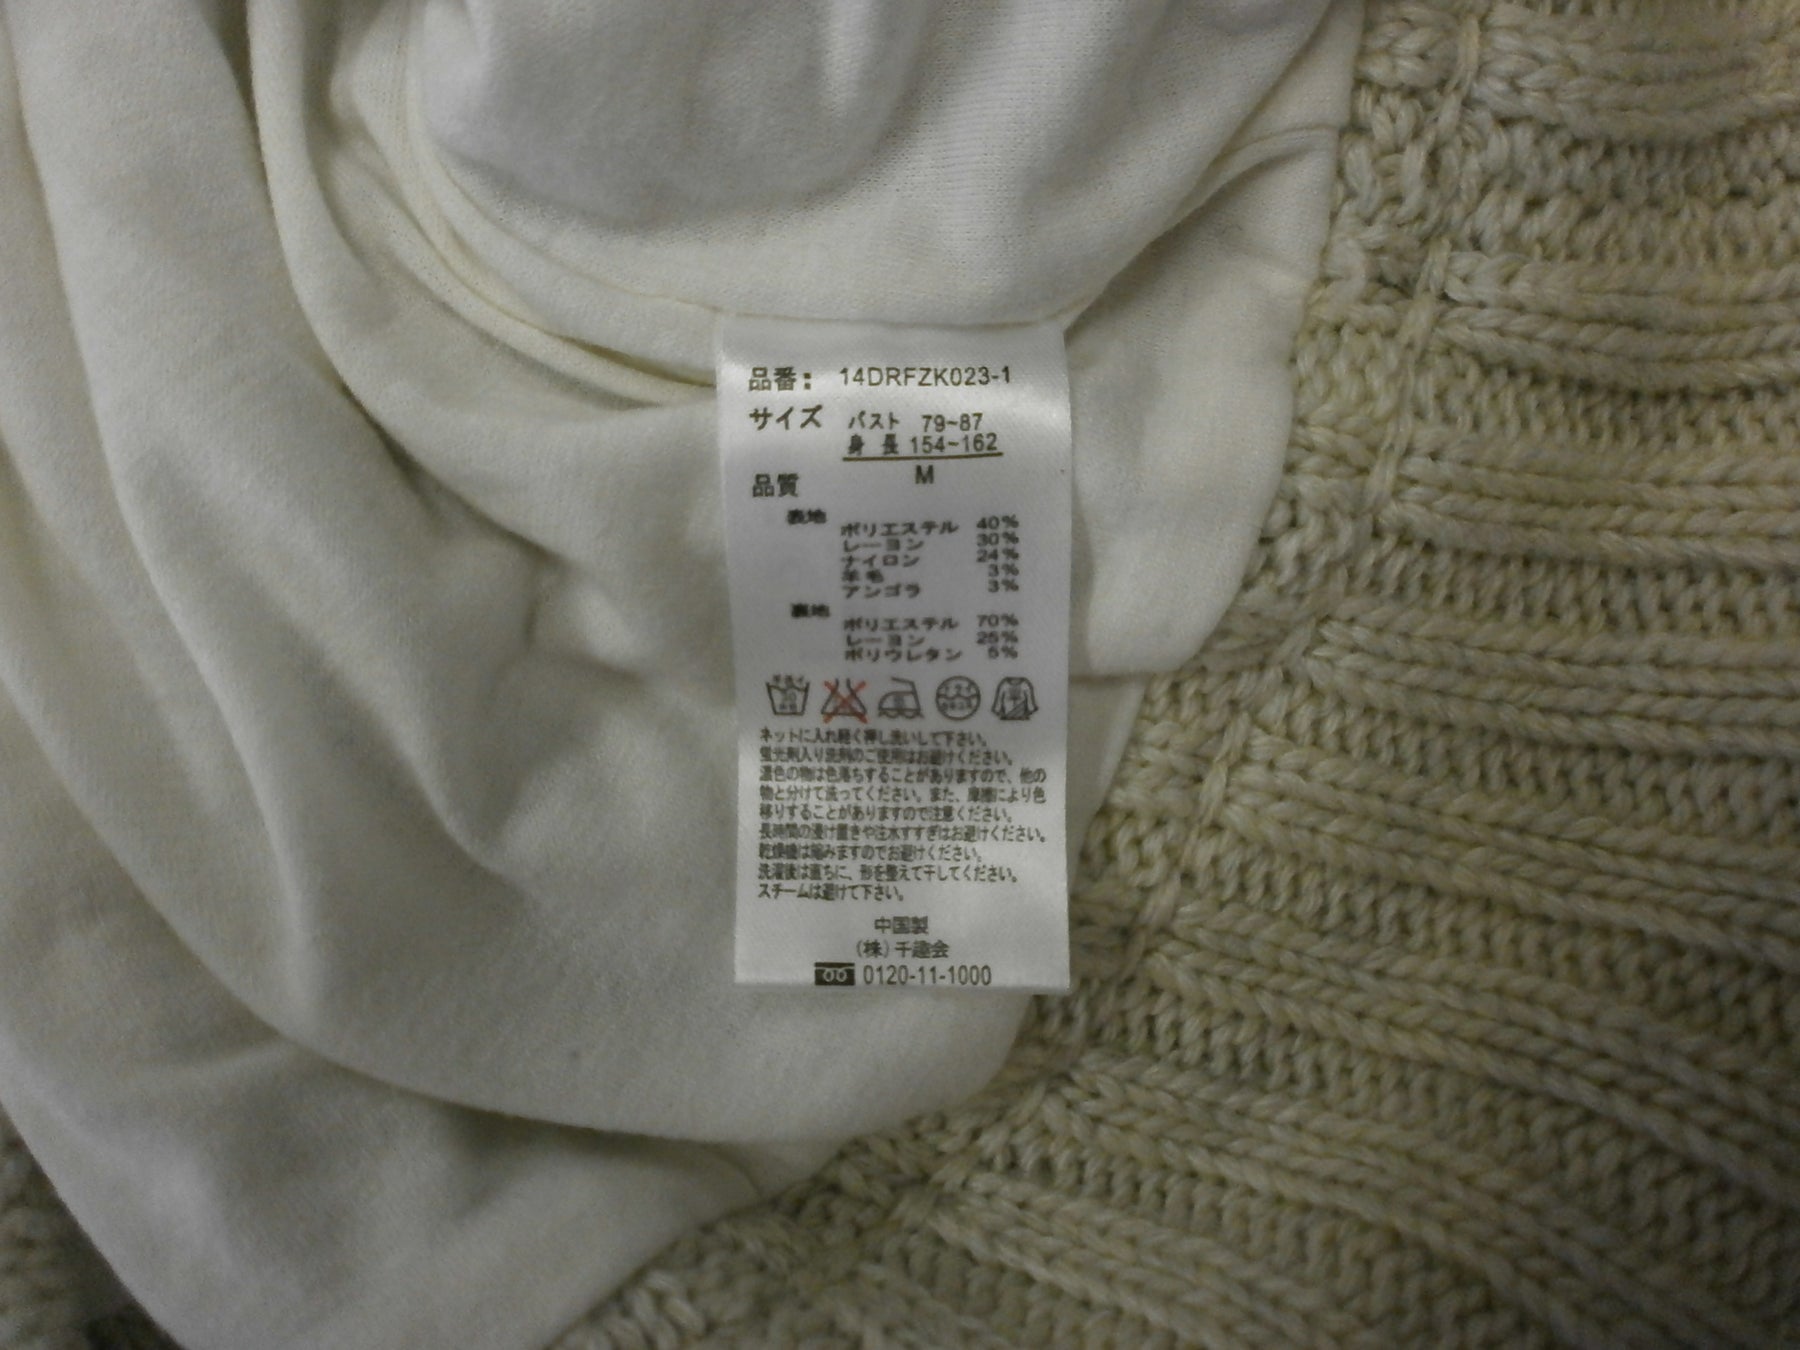 品番: 14DRFZK023-1
サイズ バスト 79~87
身長 154~162
M
品質
表地
ポリエステル 40%
レーヨン 30%
ナイロン 24%
羊毛 3%
アンゴラ 3%
裏地
ポリエステル 70%
レーヨン 25%
ポリウレタン 5%
30
ネットに入れ軽く押し洗いして下さい。
蛍光剤入り洗剤のご使用はお避けください。
濃色の物は色落ちすることがありますので、他の
物と分けて洗ってください。また、摩擦により色
移りすることがありますので注意ください。
長時間の浸け置きや注水すすぎはお避けください。
乾燥機は縮みますのでお避けください。
洗濯後は直ちに、形を整えて干してください。
スチームは避けて下さい。
中国製
(株)千趣会
0120-11-1000